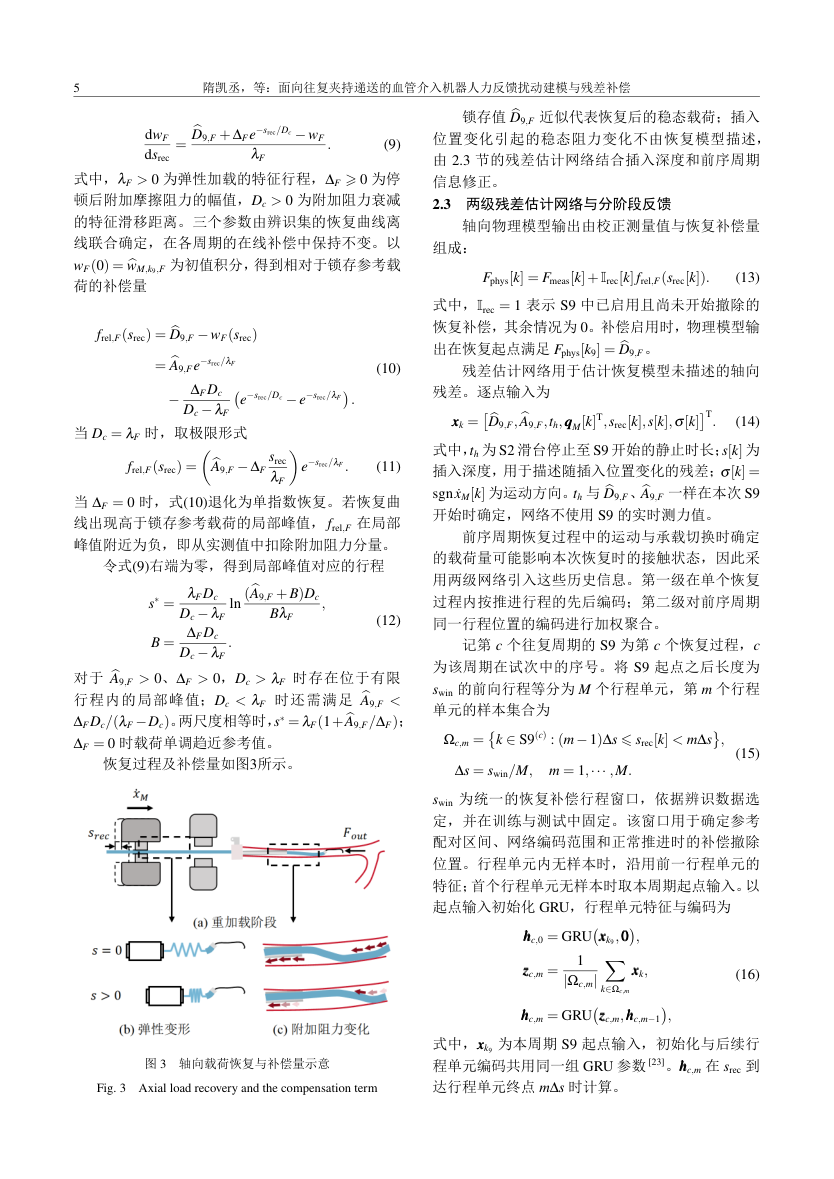 5 隋凯丞，等：面向往复夹持递送的血管介入机器人力反馈扰动建模与残差补偿
dw_F/ds_rec = (D̂_{9,F} + Δ_F e^{−s_rec/D_c} − w_F)/λ_F. (9)
式中，λ_F > 0 为弹性加载的特征行程，Δ_F ⩾ 0 为停
顿后附加摩擦阻力的幅值，D_c > 0 为附加阻力衰减
的特征滑移距离。三个参数由辨识集的恢复曲线离
线联合确定，在各周期的在线补偿中保持不变。以
w_F(0) = ŵ_{M,k_9,F} 为初值积分，得到相对于锁存参考载
荷的补偿量
f_{rel,F}(s_rec) = D̂_{9,F} − w_F(s_rec)
= Â_{9,F} e^{−s_rec/λ_F} (10)
− (Δ_F D_c)/(D_c − λ_F) (e^{−s_rec/D_c} − e^{−s_rec/λ_F}).
当 D_c = λ_F 时，取极限形式
f_{rel,F}(s_rec) = (Â_{9,F} − Δ_F s_rec/λ_F) e^{−s_rec/λ_F}. (11)
当 Δ_F = 0 时，式(10)退化为单指数恢复。若恢复曲
线出现高于锁存参考载荷的局部峰值，f_{rel,F} 在局部
峰值附近为负，即从实测值中扣除附加阻力分量。
令式(9)右端为零，得到局部峰值对应的行程
s* = (λ_F D_c)/(D_c − λ_F) ln ((Â_{9,F} + B)D_c)/(Bλ_F),
(12)
B = (Δ_F D_c)/(D_c − λ_F).
对于 Â_{9,F} > 0、Δ_F > 0，D_c > λ_F 时存在位于有限
行程内的局部峰值；D_c < λ_F 时还需满足 Â_{9,F} <
Δ_F D_c/(λ_F − D_c)。两尺度相等时，s* = λ_F(1+Â_{9,F}/Δ_F)；
Δ_F = 0 时载荷单调趋近参考值。
恢复过程及补偿量如图3所示。
ẋ_M
s_rec
F_out
(a) 重加载阶段
s = 0
s > 0
(b) 弹性变形 (c) 附加阻力变化
图 3 轴向载荷恢复与补偿量示意
Fig. 3 Axial load recovery and the compensation term
锁存值 D̂_{9,F} 近似代表恢复后的稳态载荷；插入
位置变化引起的稳态阻力变化不由恢复模型描述，
由 2.3 节的残差估计网络结合插入深度和前序周期
信息修正。
2.3 两级残差估计网络与分阶段反馈
轴向物理模型输出由校正测量值与恢复补偿量
组成：
F_phys[k] = F_meas[k] + 𝕀_rec[k] f_{rel,F}(s_rec[k]). (13)
式中，𝕀_rec = 1 表示 S9 中已启用且尚未开始撤除的
恢复补偿，其余情况为 0。补偿启用时，物理模型输
出在恢复起点满足 F_phys[k_9] = D̂_{9,F}。
残差估计网络用于估计恢复模型未描述的轴向
残差。逐点输入为
x_k = [D̂_{9,F}, Â_{9,F}, t_h, q_M[k]^T, s_rec[k], s[k], σ[k]]^T. (14)
式中，t_h 为 S2 滑台停止至 S9 开始的静止时长；s[k] 为
插入深度，用于描述随插入位置变化的残差；σ[k] =
sgn ẋ_M[k] 为运动方向。t_h 与 D̂_{9,F}、Â_{9,F} 一样在本次 S9
开始时确定，网络不使用 S9 的实时测力值。
前序周期恢复过程中的运动与承载切换时确定
的载荷量可能影响本次恢复时的接触状态，因此采
用两级网络引入这些历史信息。第一级在单个恢复
过程内按推进行程的先后编码；第二级对前序周期
同一行程位置的编码进行加权聚合。
记第 c 个往复周期的 S9 为第 c 个恢复过程，c
为该周期在试次中的序号。将 S9 起点之后长度为
s_win 的前向行程等分为 M 个行程单元，第 m 个行程
单元的样本集合为
Ω_{c,m} = {k ∈ S9^{(c)} : (m − 1)Δs ⩽ s_rec[k] < mΔs},
(15)
Δs = s_win/M, m = 1, ⋯, M.
s_win 为统一的恢复补偿行程窗口，依据辨识数据选
定，并在训练与测试中固定。该窗口用于确定参考
配对区间、网络编码范围和正常推进时的补偿撤除
位置。行程单元内无样本时，沿用前一行程单元的
特征；首个行程单元无样本时取本周期起点输入。以
起点输入初始化 GRU，行程单元特征与编码为
h_{c,0} = GRU(x_{k_9}, 0),
z_{c,m} = 1/|Ω_{c,m}| ∑_{k∈Ω_{c,m}} x_k, (16)
h_{c,m} = GRU(z_{c,m}, h_{c,m−1}),
式中，x_{k_9} 为本周期 S9 起点输入，初始化与后续行
程单元编码共用同一组 GRU 参数[23]。h_{c,m} 在 s_rec 到
达行程单元终点 mΔs 时计算。